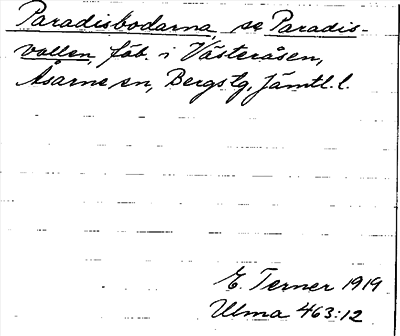 Paradisbodarna, se Paradis-
vallen, fäb. i Västeråsen,
Åsarne sn, Bergs tg, Jämtl. l.
E. Terner 1919
Ulma 463:12